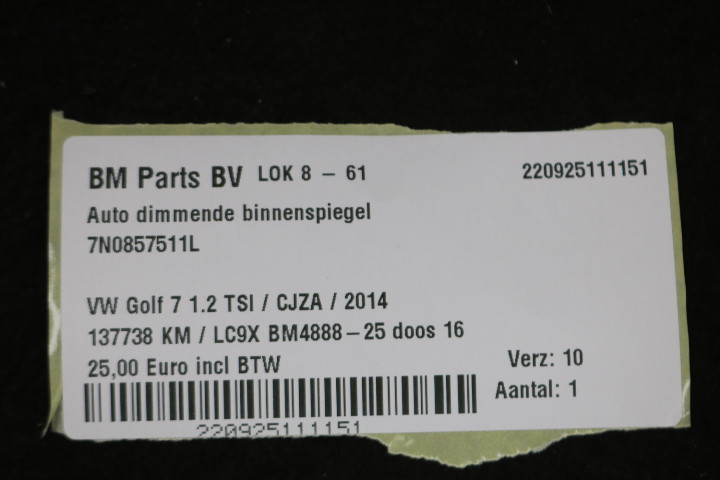 BM Parts BV LOK 8 - 61 220925111151
Auto dimmende binnenspiegel
7N0857511L
VW Golf 7 1.2 TSI / CJZA / 2014
137738 KM / LC9X BM4888-25 doos 16
25,00 Euro incl BTW Verz: 10
Aantal: 1
220925111151